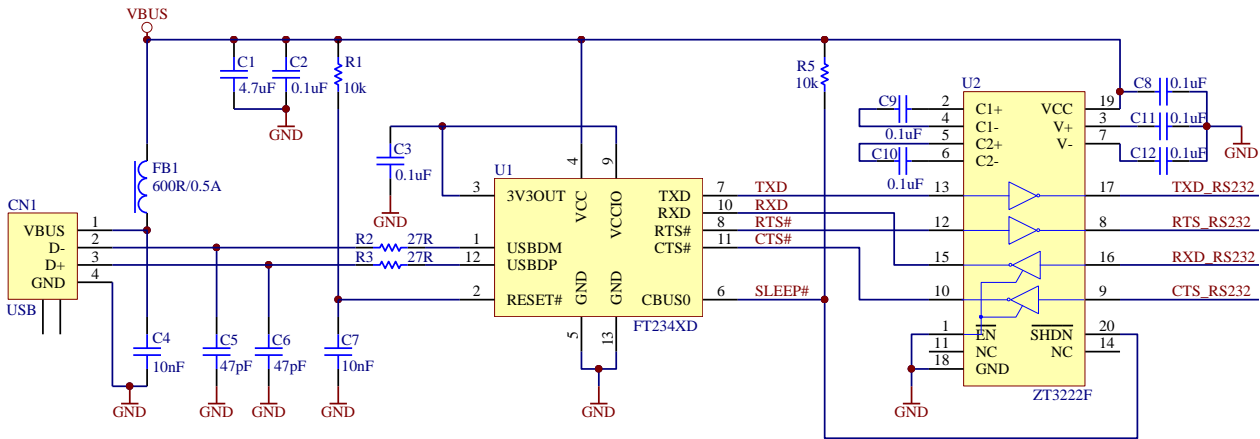 VBUS
C1
4.7uF
C2
0.1uF
GND
R1
10k
R5
10k
FB1
600R/0.5A
C3
0.1uF
GND
CN1
VBUS
D-
D+
GND
USB
1
2
3
4
R2
27R
R3
27R
C4
10nF
GND
C5
47pF
GND
C6
47pF
GND
C7
10nF
GND
U1
3
3V3OUT
1
USBDM
12
USBDP
2
RESET#
4
VCC
9
VCCIO
GND
5
GND
13
TXD
7
TXD
RXD
10
RXD
RTS#
8
RTS#
CTS#
11
CTS#
CBUS0
6
SLEEP#
FT234XD
GND
U2
C9
0.1uF
C10
0.1uF
2
C1+
4
C1-
5
C2+
6
C2-
VCC
19
V+
3
V-
7
C8
0.1uF
C11
0.1uF
C12
0.1uF
GND
13
17
TXD_RS232
12
8
RTS_RS232
15
16
RXD_RS232
10
9
CTS_RS232
1
EN
11
NC
18
GND
SHDN
20
NC
14
GND
ZT3222F